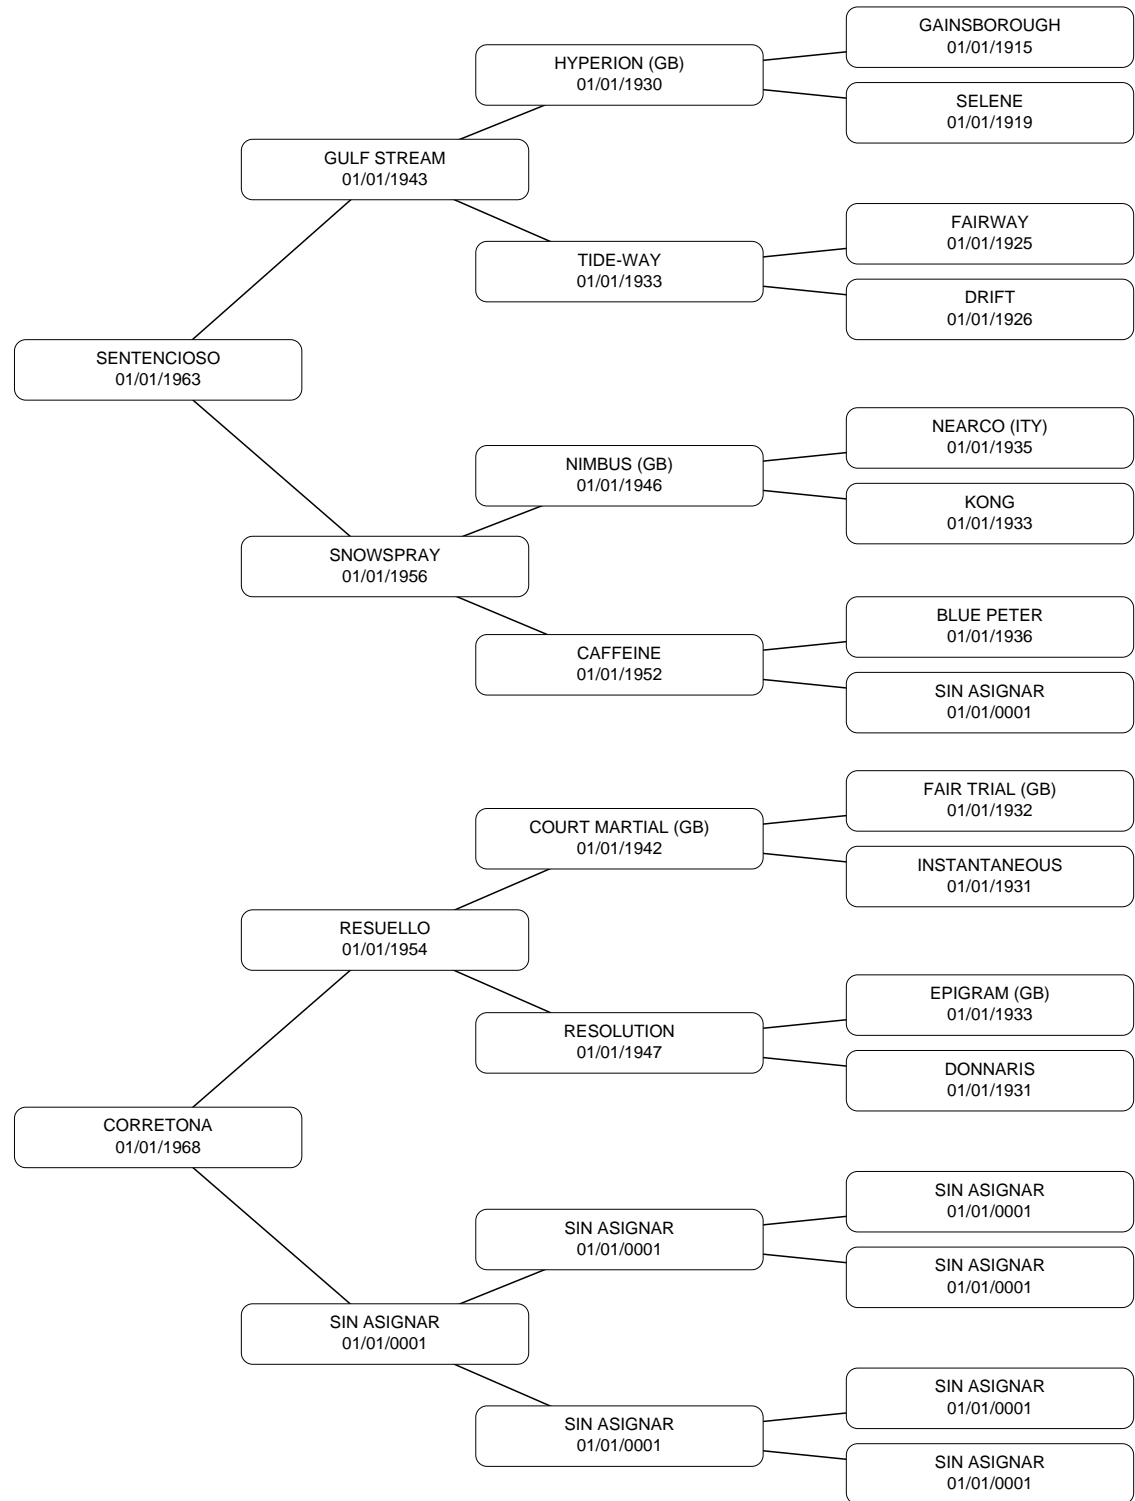 GAINSBOROUGH
01/01/1915
HYPERION (GB)
01/01/1930
SELENE
01/01/1919
GULF STREAM
01/01/1943
FAIRWAY
01/01/1925
TIDE-WAY
01/01/1933
DRIFT
01/01/1926
SENTENCIOSO
01/01/1963
NEARCO (ITY)
01/01/1935
NIMBUS (GB)
01/01/1946
KONG
01/01/1933
SNOWSPRAY
01/01/1956
BLUE PETER
01/01/1936
CAFFEINE
01/01/1952
SIN ASIGNAR
01/01/0001
FAIR TRIAL (GB)
01/01/1932
COURT MARTIAL (GB)
01/01/1942
INSTANTANEOUS
01/01/1931
RESUELLO
01/01/1954
EPIGRAM (GB)
01/01/1933
RESOLUTION
01/01/1947
DONNARIS
01/01/1931
CORRETONA
01/01/1968
SIN ASIGNAR
01/01/0001
SIN ASIGNAR
01/01/0001
SIN ASIGNAR
01/01/0001
SIN ASIGNAR
01/01/0001
SIN ASIGNAR
01/01/0001
SIN ASIGNAR
01/01/0001
SIN ASIGNAR
01/01/0001